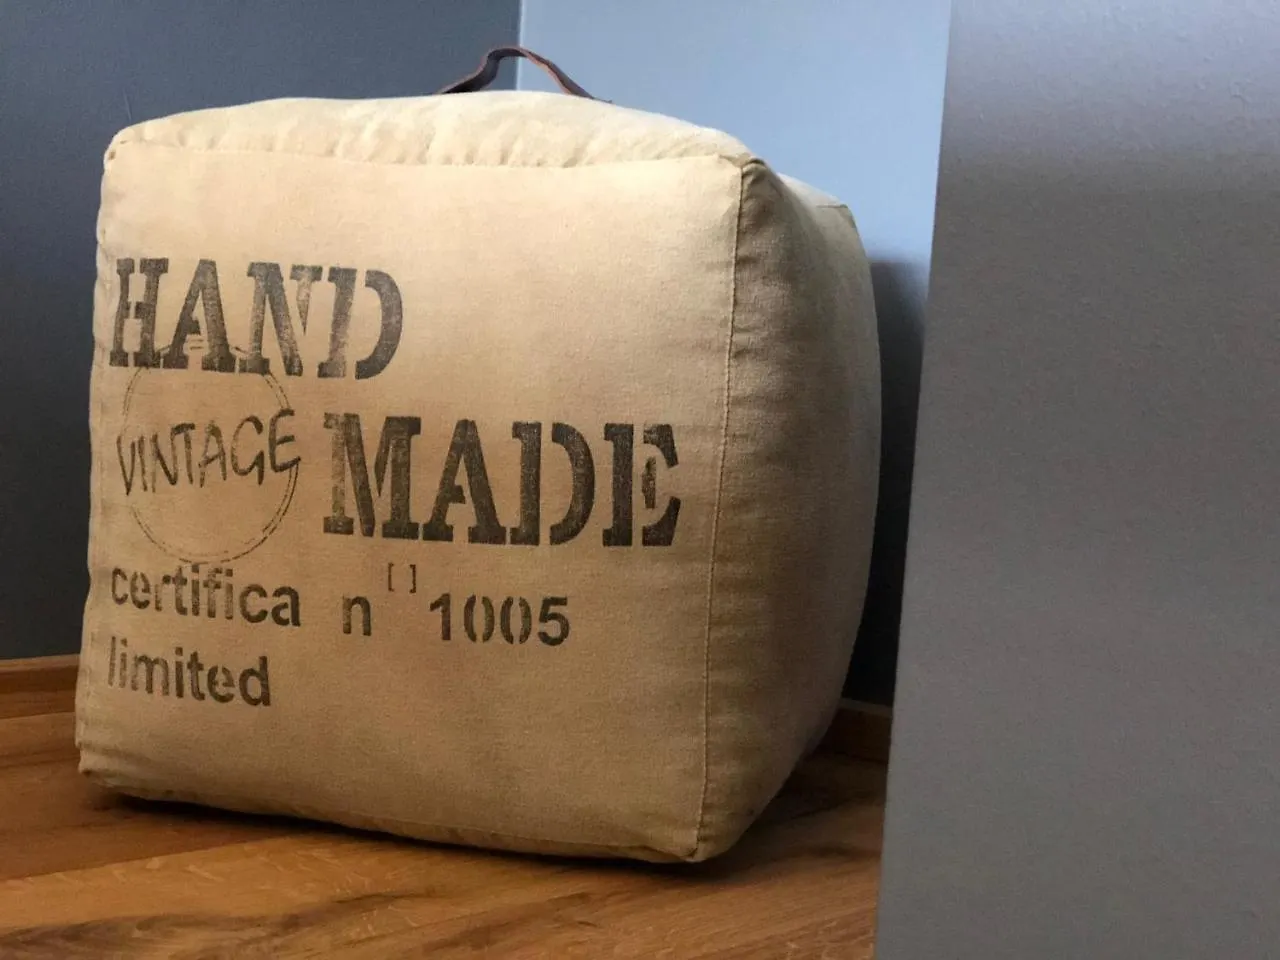 HAND
VINTAGE MADE
certifica n [ ] 1005
limited